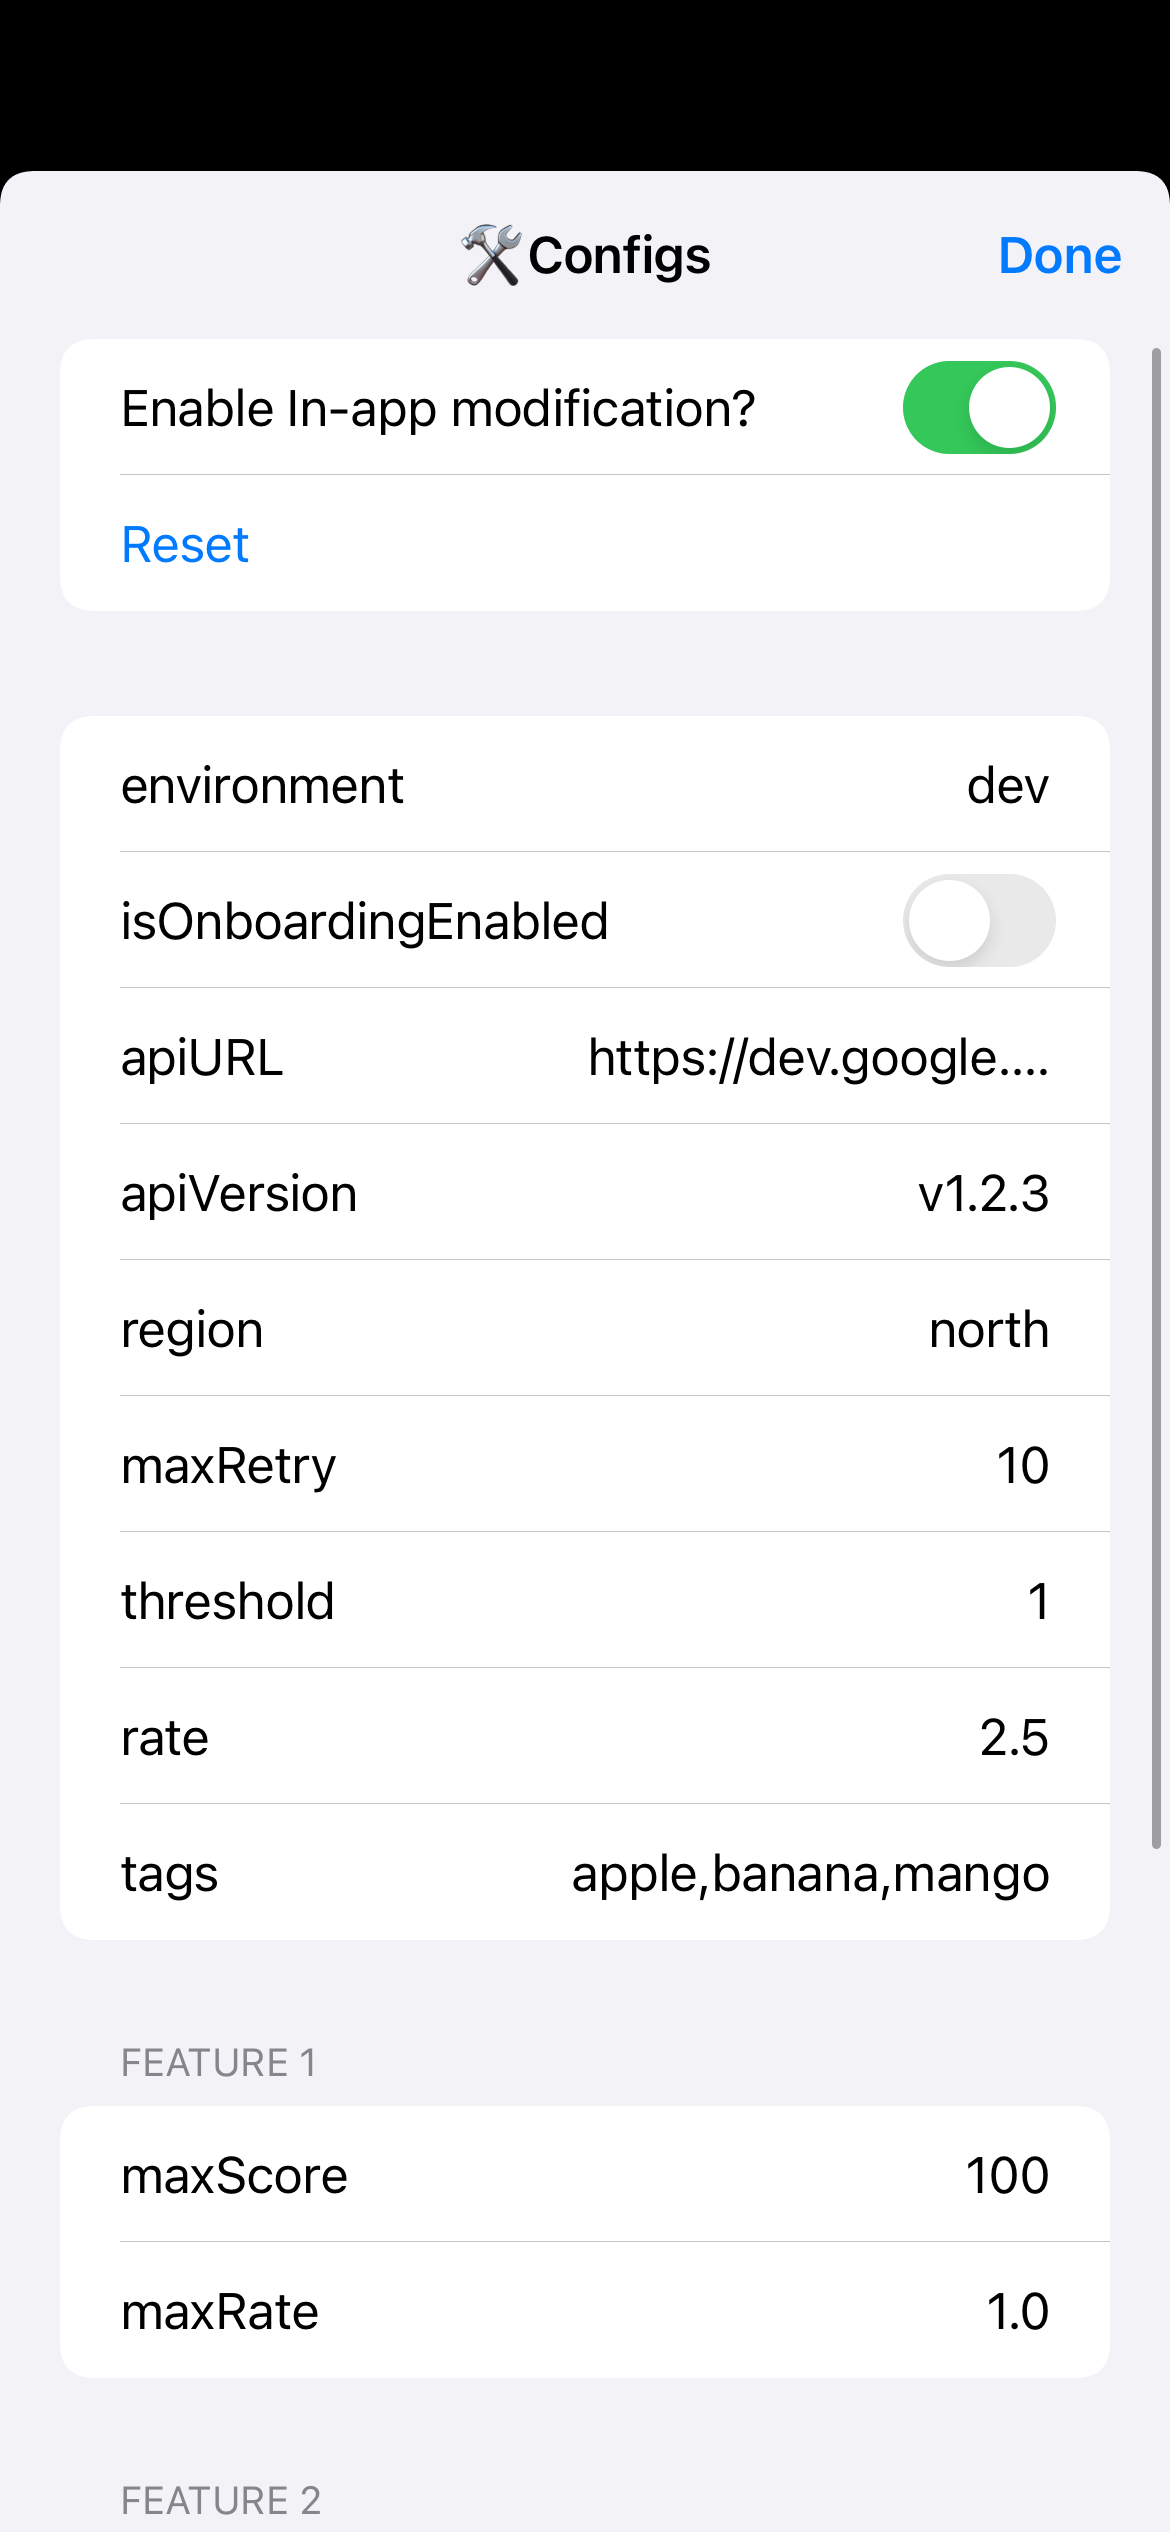 🛠Configs
Done
Enable In-app modification?
Reset
environment dev
isOnboardingEnabled
apiURL https://dev.google....
apiVersion v1.2.3
region north
maxRetry 10
threshold 1
rate 2.5
tags apple,banana,mango
FEATURE 1
maxScore 100
maxRate 1.0
FEATURE 2